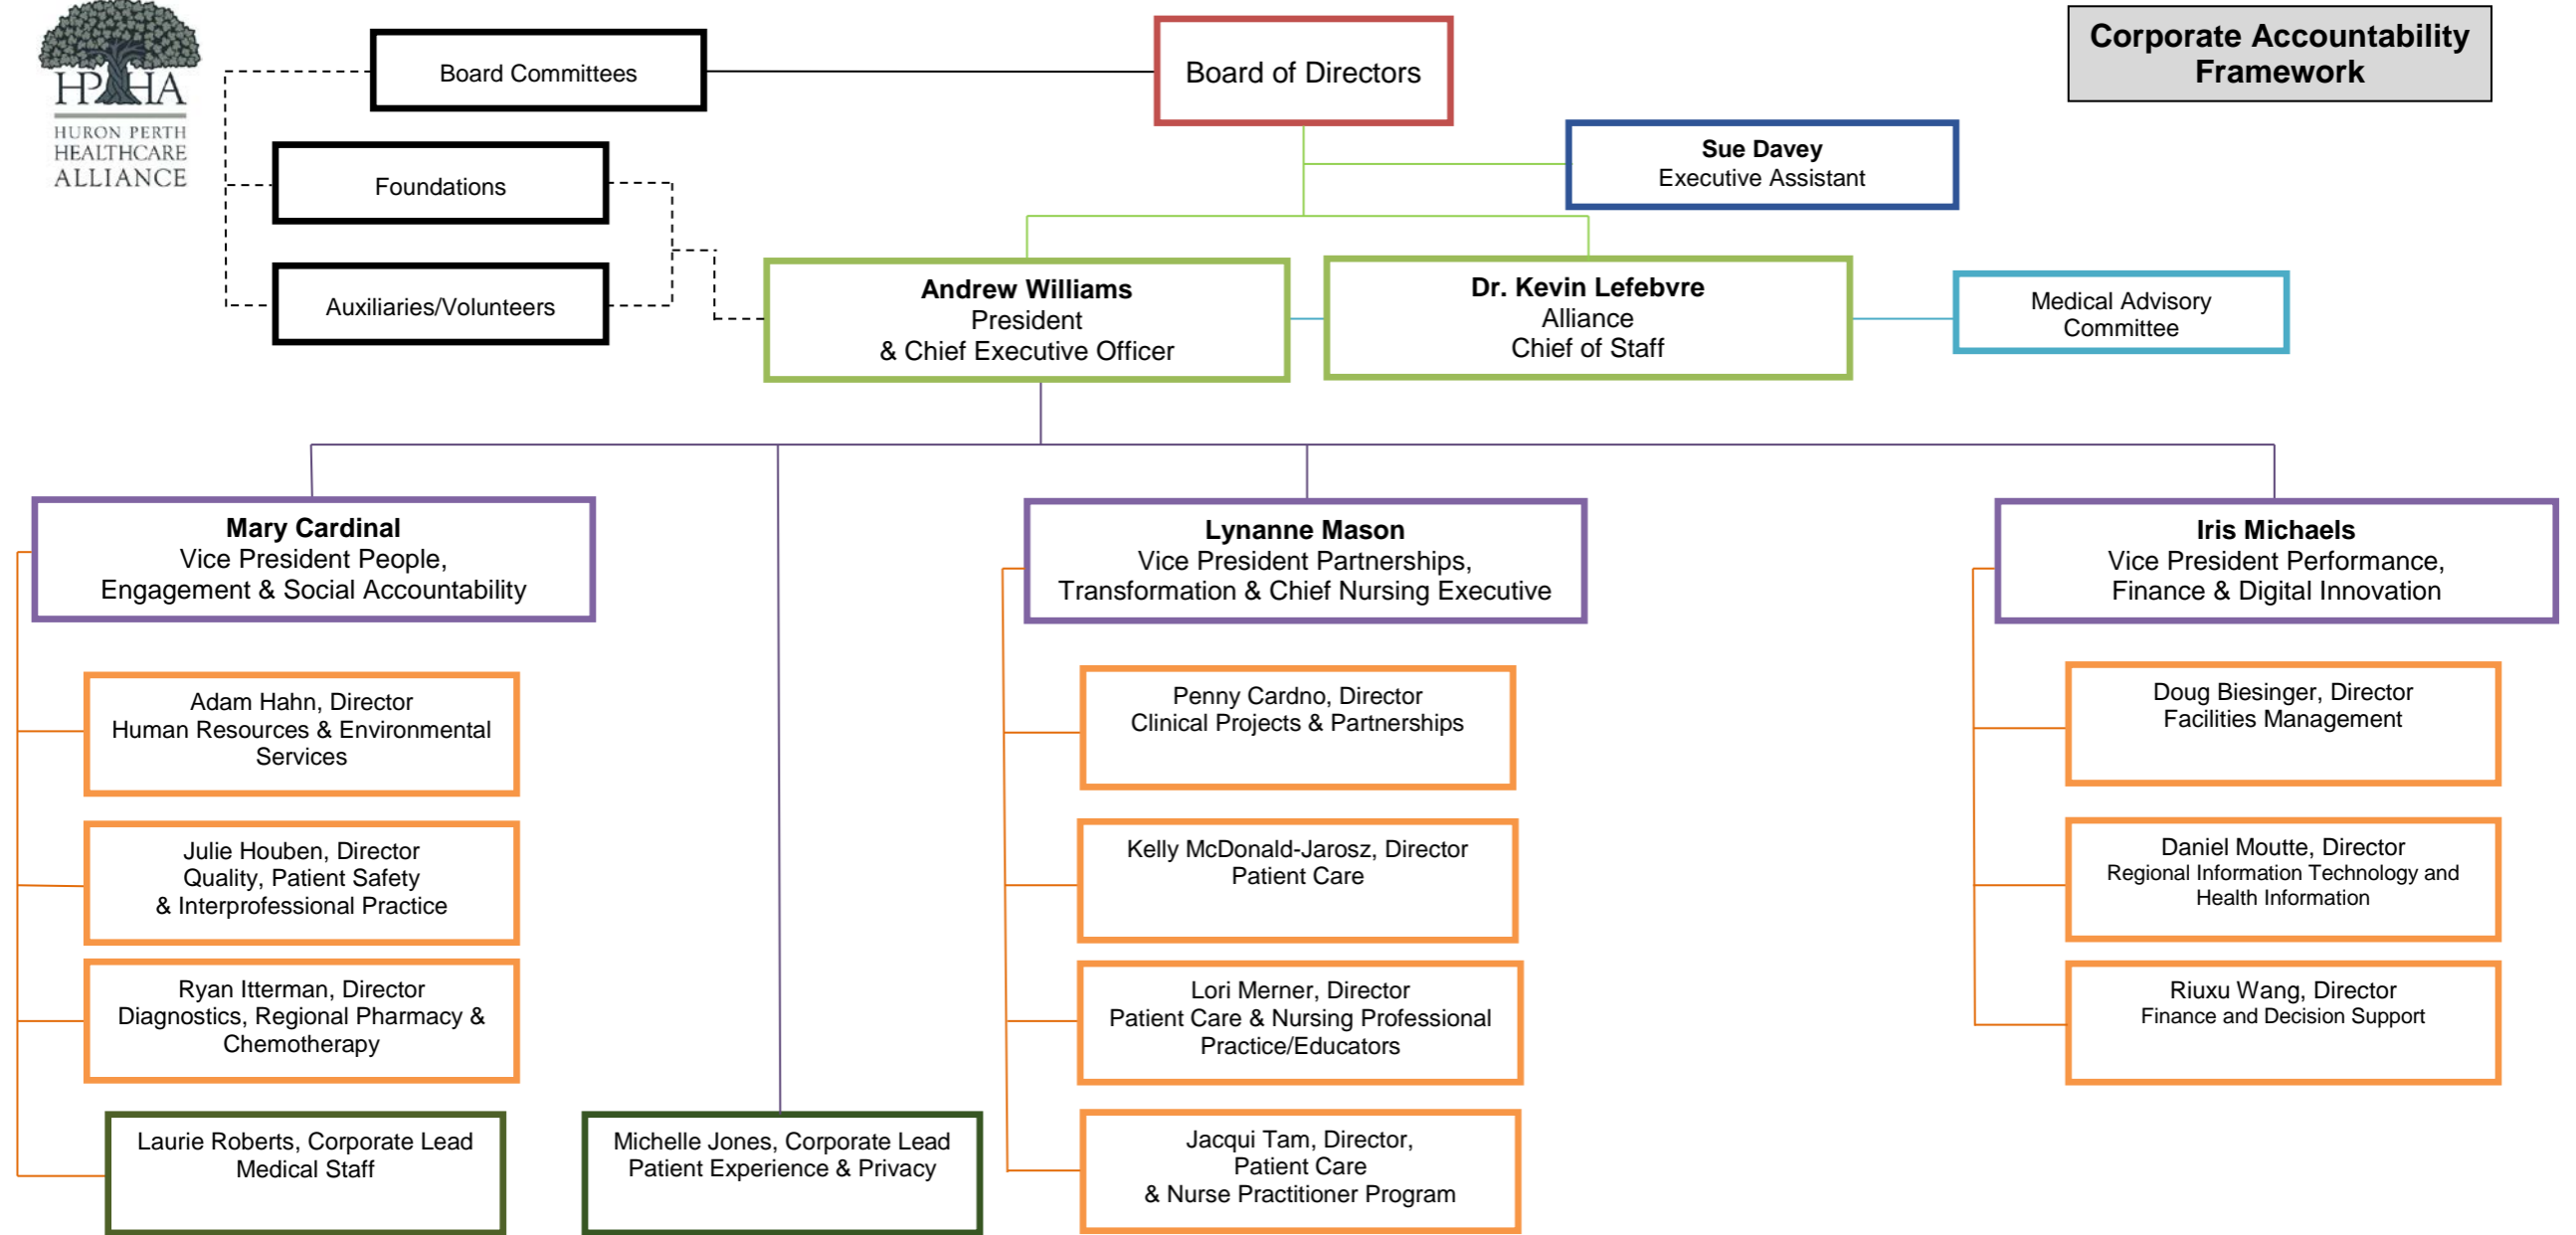 HPHA
HURON PERTH
HEALTHCARE
ALLIANCE
Board Committees
Board of Directors
Corporate Accountability
Framework
Foundations
Sue Davey
Executive Assistant
Auxiliaries/Volunteers
Andrew Williams
President
& Chief Executive Officer
Dr. Kevin Lefebvre
Alliance
Chief of Staff
Medical Advisory
Committee
Mary Cardinal
Vice President People,
Engagement & Social Accountability
Adam Hahn, Director
Human Resources & Environmental
Services
Julie Houben, Director
Quality, Patient Safety
& Interprofessional Practice
Ryan Itterman, Director
Diagnostics, Regional Pharmacy &
Chemotherapy
Laurie Roberts, Corporate Lead
Medical Staff
Michelle Jones, Corporate Lead
Patient Experience & Privacy
Lynanne Mason
Vice President Partnerships,
Transformation & Chief Nursing Executive
Penny Cardno, Director
Clinical Projects & Partnerships
Kelly McDonald-Jarosz, Director
Patient Care
Lori Merner, Director
Patient Care & Nursing Professional
Practice/Educators
Jacqui Tam, Director,
Patient Care
& Nurse Practitioner Program
Iris Michaels
Vice President Performance,
Finance & Digital Innovation
Doug Biesinger, Director
Facilities Management
Daniel Moutte, Director
Regional Information Technology and
Health Information
Riuxu Wang, Director
Finance and Decision Support